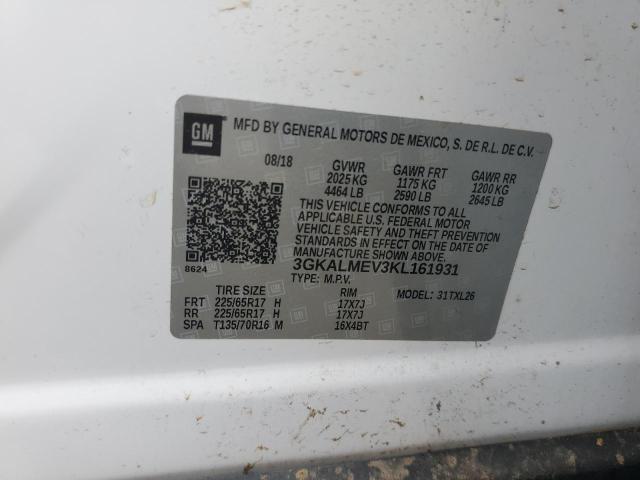 GM MFD BY GENERAL MOTORS DE MEXICO, S. DE R.L. DE C.V.
08/18 GVWR GAWR FRT GAWR RR
2025 KG 1175 KG 1200 KG
4464 LB 2590 LB 2645 LB
THIS VEHICLE CONFORMS TO ALL
APPLICABLE U.S. FEDERAL MOTOR
VEHICLE SAFETY AND THEFT PREVENTION
STANDARDS IN EFFECT ON THE DATE OF
MANUFACTURE SHOWN ABOVE.
8624 3GKALMEV3KL161931
TYPE: M.P.V.
TIRE SIZE RIM MODEL: 31TXL26
FRT 225/65R17 H 17X7J
RR 225/65R17 H 17X7J
SPA T135/70R16 M 16X4BT